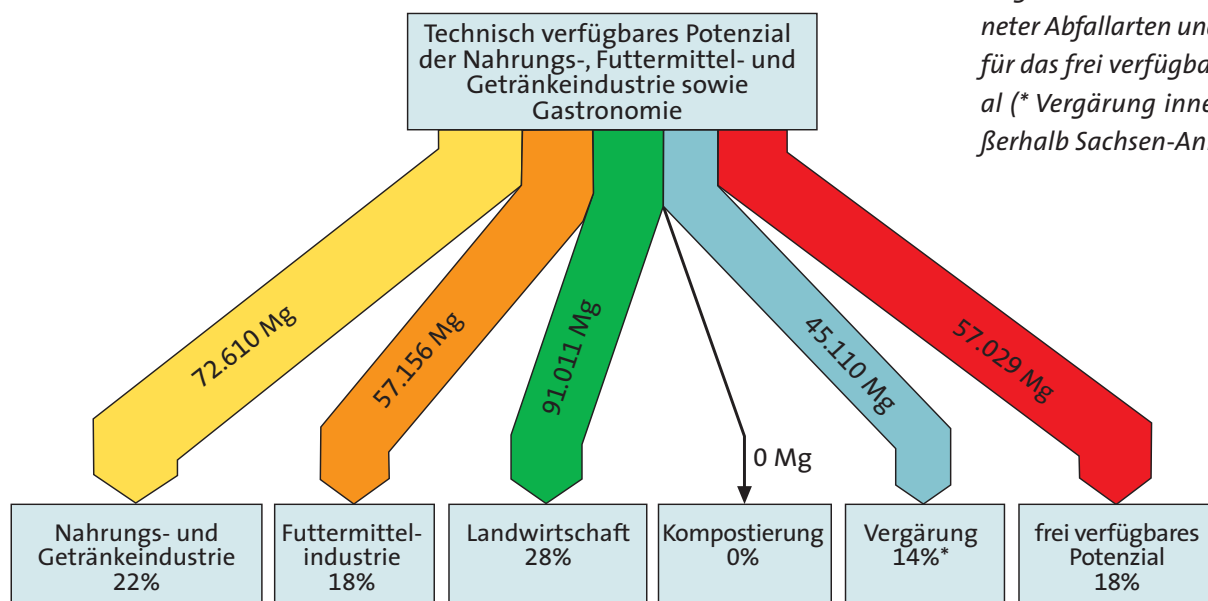 Technisch verfügbares Potenzial
der Nahrungs-, Futtermittel- und
Getränkeindustrie sowie
Gastronomie
neter Abfallarten und
für das frei verfügba
al (* Vergärung inne
ßerhalb Sachsen-An
72.610 Mg
57.156 Mg
91.011 Mg
0 Mg
45.110 Mg
57.029 Mg
Nahrungs- und
Getränkeindustrie
22%
Futtermittel-
industrie
18%
Landwirtschaft
28%
Kompostierung
0%
Vergärung
14%*
frei verfügbares
Potenzial
18%